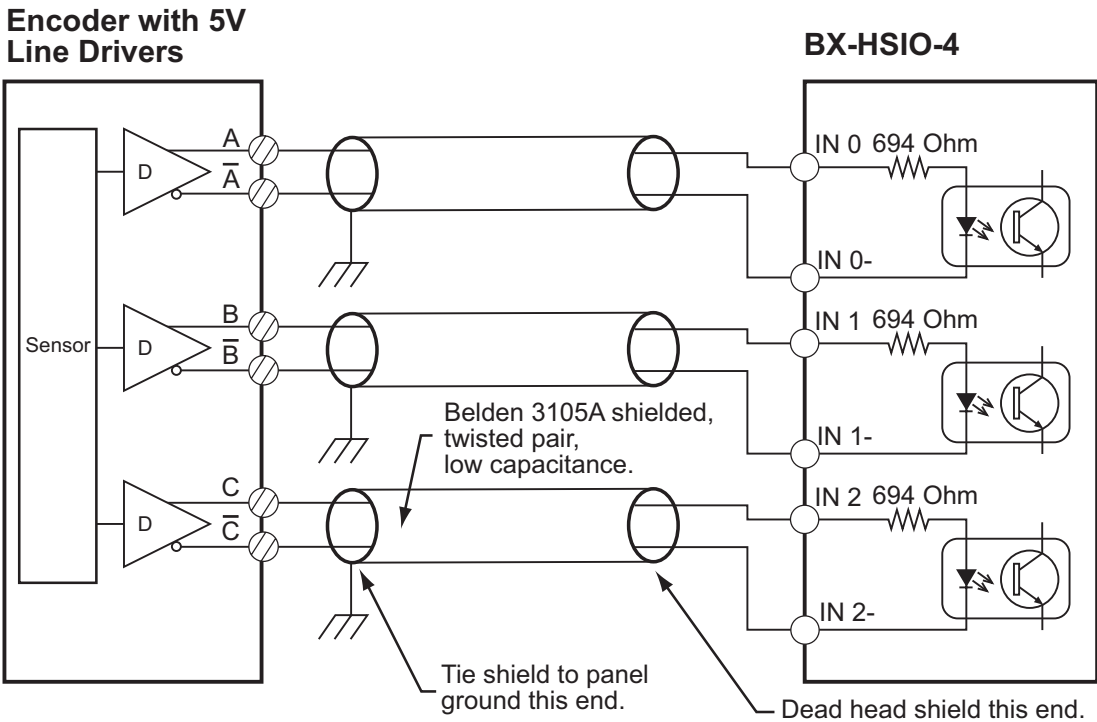 Encoder with 5V
Line Drivers
BX-HSIO-4
Sensor
D
A
A̅
IN 0 694 Ohm
IN 0-
D
B
B̅
IN 1 694 Ohm
IN 1-
Belden 3105A shielded,
twisted pair,
low capacitance.
D
C
C̅
IN 2 694 Ohm
IN 2-
Tie shield to panel
ground this end.
Dead head shield this end.